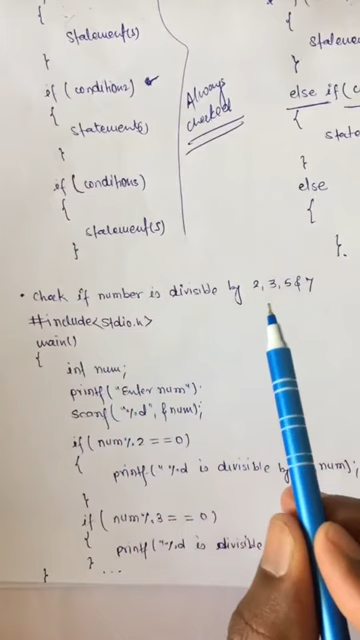 {
statement(s)
}
if (conditions)
{
statement(s)
}
if (conditions)
{
statement(s)
}
Always
checked
{
statem
}
else if (c
{
state
}
else
{
}.
• Check if number is divisible by 2, 3, 5 & 7
#include<stdio.h>
main()
{
int num;
printf("Enter num");
scanf("%d", &num);
if (num%2 == 0)
{
printf("%d is divisible by num);
}
if (num%3 == 0)
{
printf("%d is divisible
}
...
}